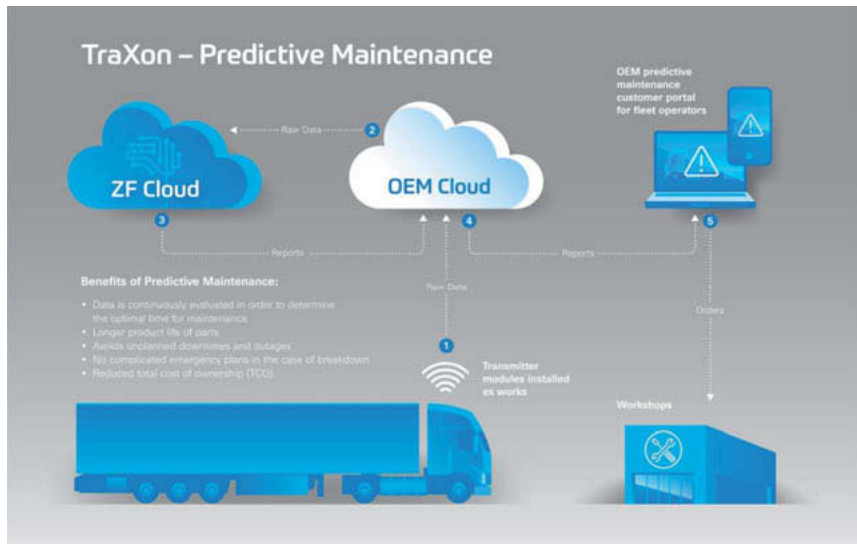 TraXon – Predictive Maintenance
OEM predictive
maintenance
customer portal
for fleet operators
2
Raw Data
ZF Cloud
OEM Cloud
3
4
5
Reports
Reports
Benefits of Predictive Maintenance:
• Data is continuously evaluated in order to determine
the optimal time for maintenance
• Longer product life of parts
• Avoids unplanned downtimes and outages
• No complicated emergency plans in the case of breakdown
• Reduced total cost of ownership (TCO)
Raw Data
Orders
1
Transmitter
modules installed
ex works
Workshops